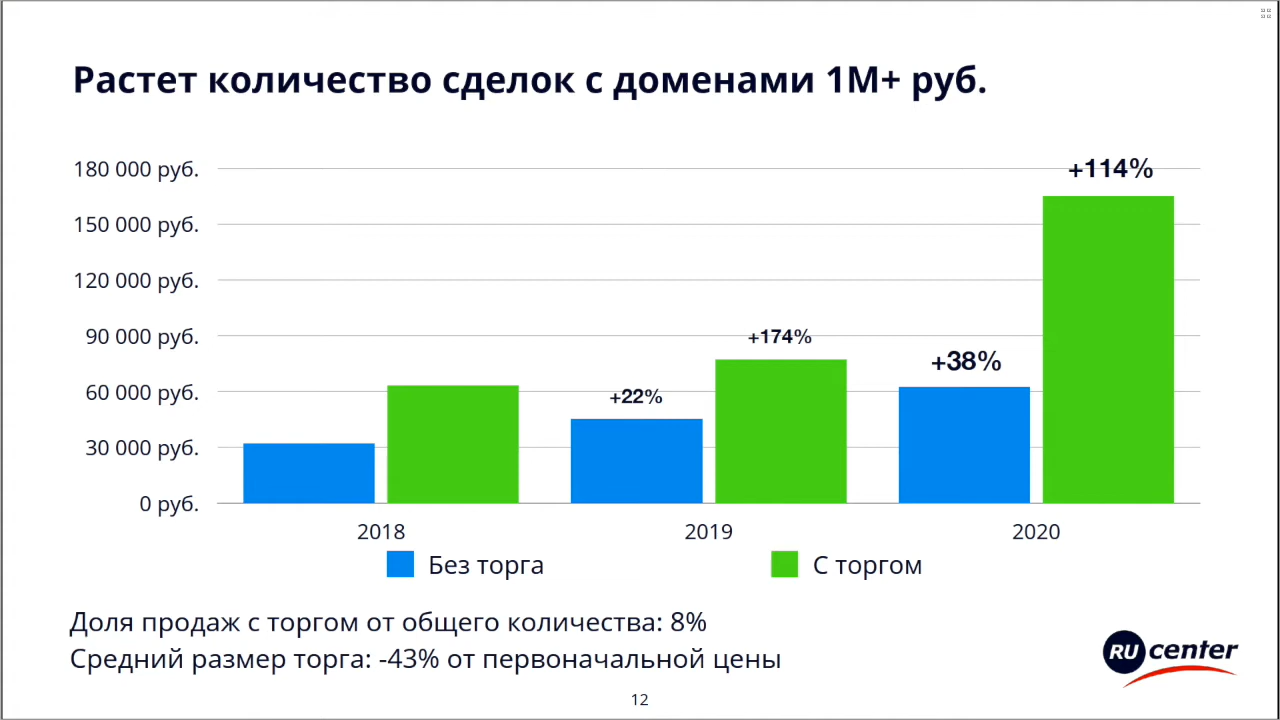 Растет количество сделок с доменами 1М+ руб.
180 000 руб.
150 000 руб.
120 000 руб.
90 000 руб.
60 000 руб.
30 000 руб.
0 руб.
+22%
+174%
+38%
+114%
2018
2019
2020
Без торга
С торгом
Доля продаж с торгом от общего количества: 8%
Средний размер торга: -43% от первоначальной цены
RU center
12